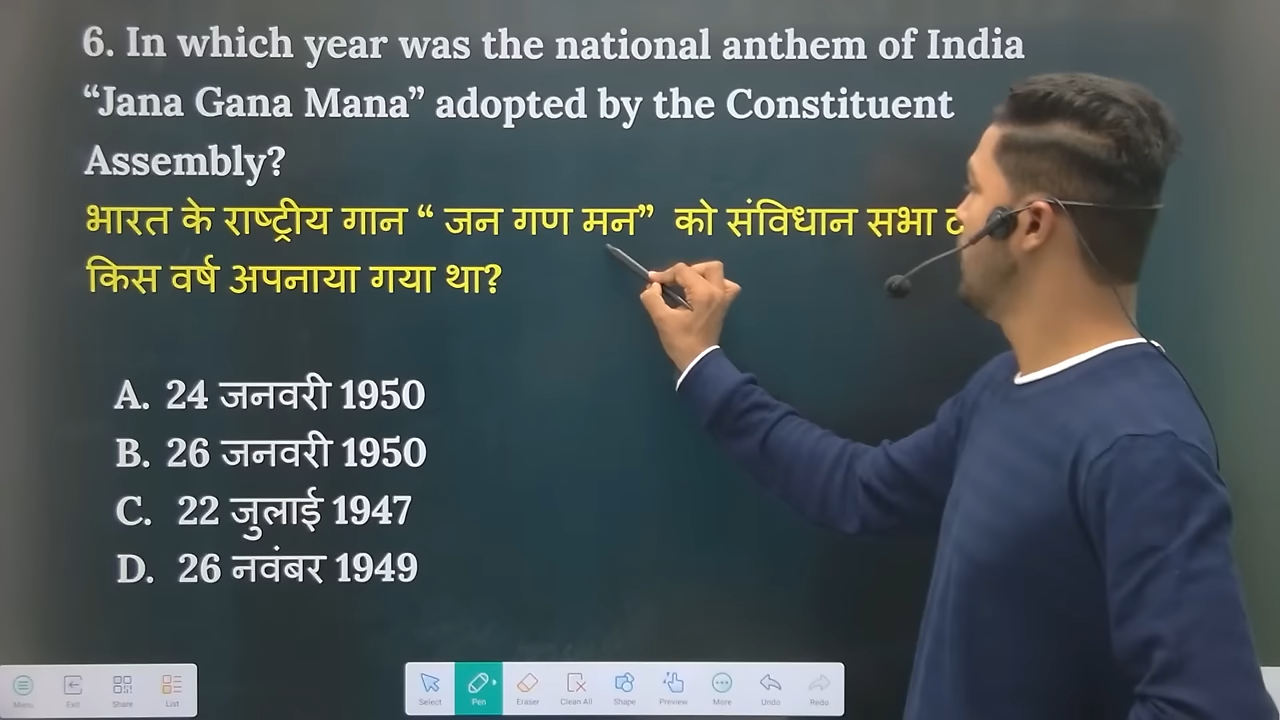 6. In which year was the national anthem of India
“Jana Gana Mana” adopted by the Constituent
Assembly?
भारत के राष्ट्रीय गान “ जन गण मन” को संविधान सभा
किस वर्ष अपनाया गया था?
A. 24 जनवरी 1950
B. 26 जनवरी 1950
C. 22 जुलाई 1947
D. 26 नवंबर 1949
Menu Exit Share List Select Pen Eraser Clean All Shape Preview More Undo Redo